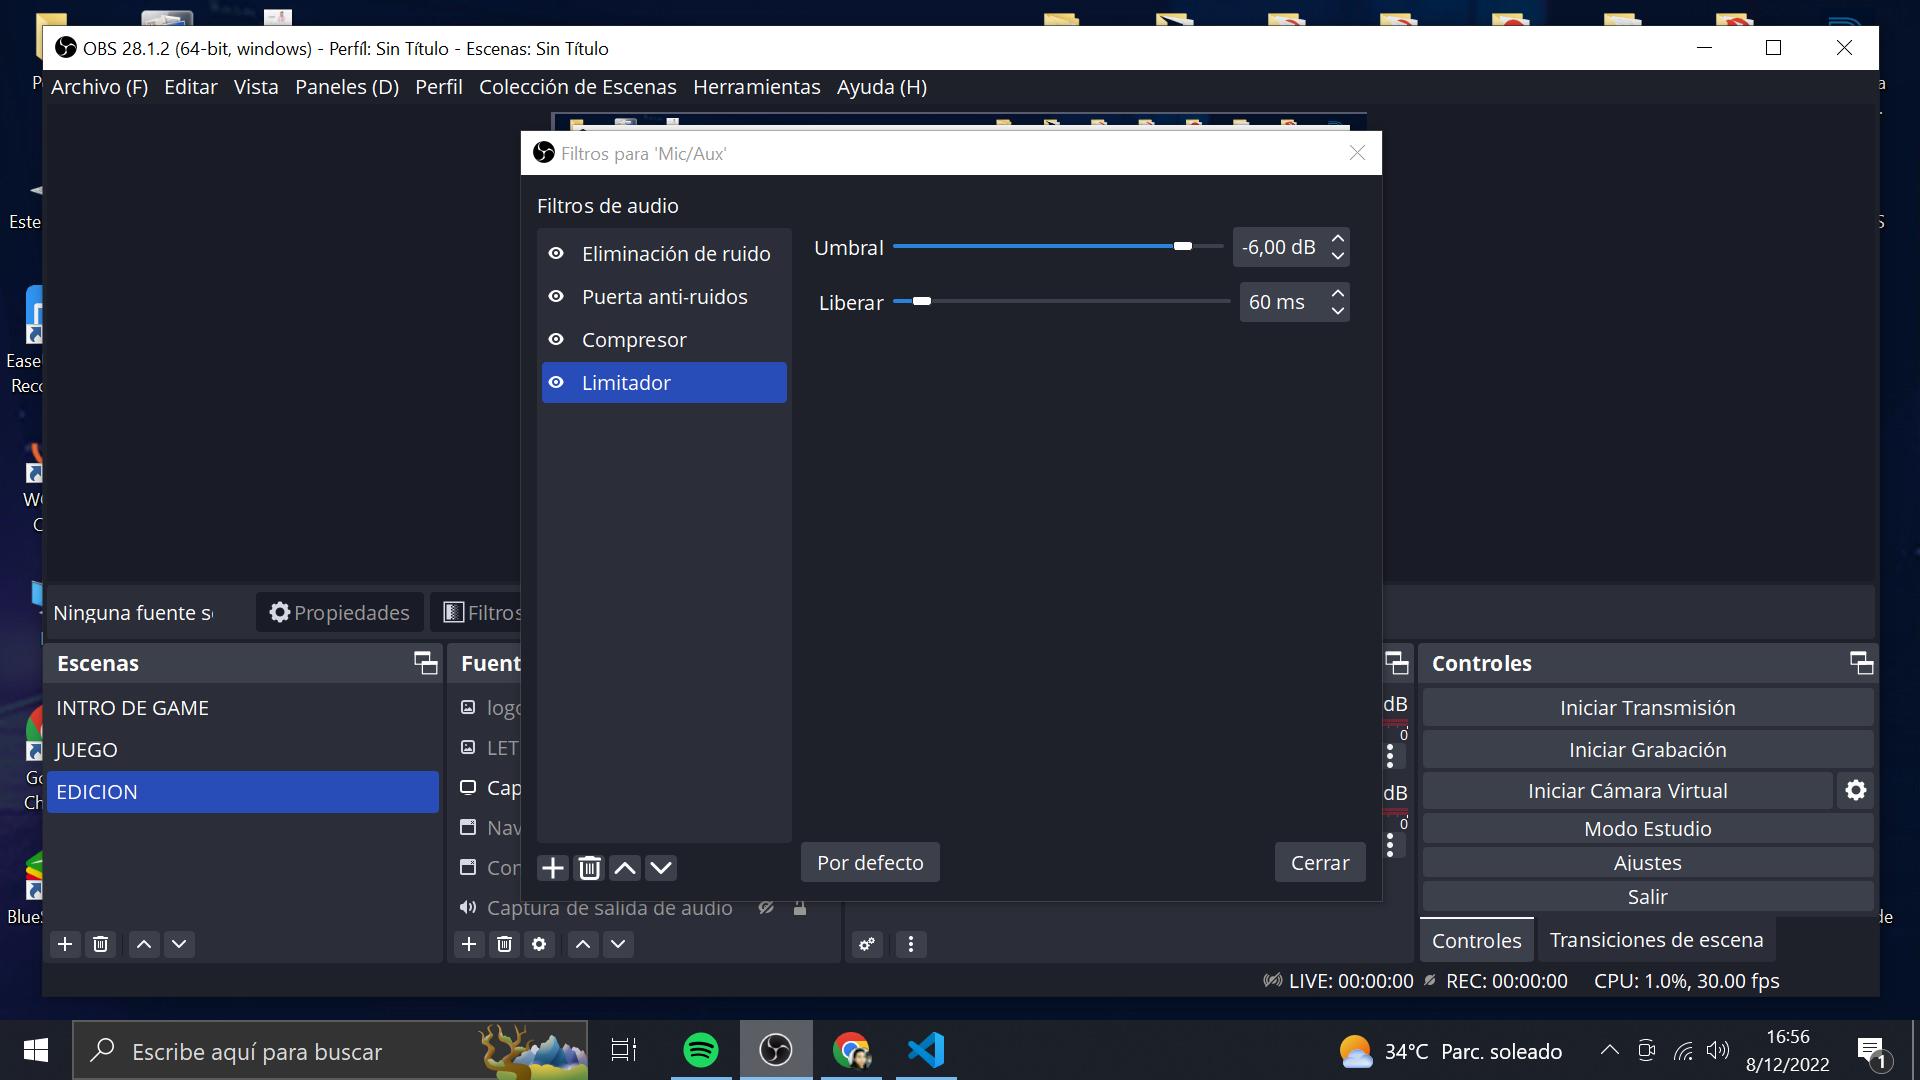 OBS 28.1.2 (64-bit, windows) - Perfil: Sin Título - Escenas: Sin Título
Archivo (F) Editar Vista Paneles (D) Perfil Colección de Escenas Herramientas Ayuda (H)
Filtros para 'Mic/Aux'
Filtros de audio
Eliminación de ruido
Puerta anti-ruidos
Compresor
Limitador
Umbral -6,00 dB
Liberar 60 ms
Por defecto
Cerrar
Este
Ease
Reco
Ninguna fuente
Propiedades
Filtros
Escenas
INTRO DE GAME
JUEGO
EDICION
Fuent
logo
LET
Cap
Nav
Con
Captura de salida de audio
dB
0
dB
0
Controles
Iniciar Transmisión
Iniciar Grabación
Iniciar Cámara Virtual
Modo Estudio
Ajustes
Salir
Controles Transiciones de escena
LIVE: 00:00:00 REC: 00:00:00 CPU: 1.0%, 30.00 fps
Go
Ch
BlueS
de
Escribe aquí para buscar
34°C Parc. soleado
16:56
8/12/2022
1